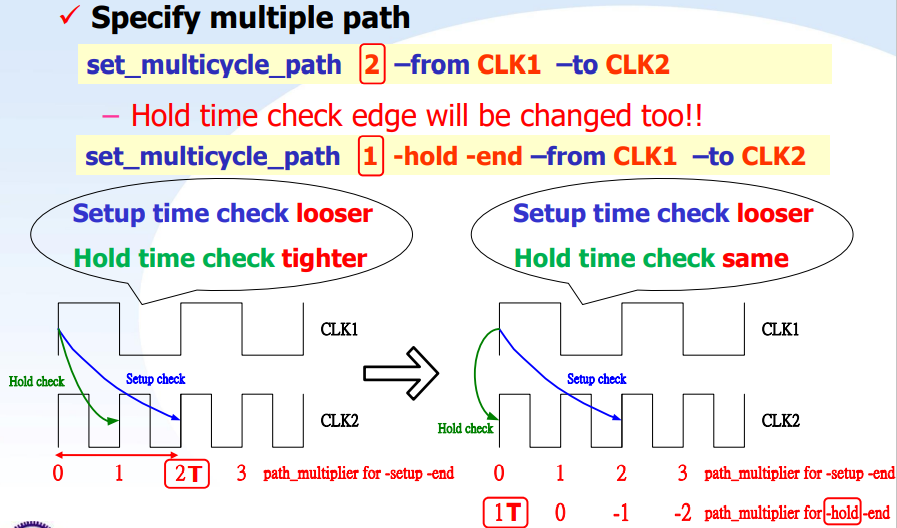 ✓ Specify multiple path
set_multicycle_path 2 –from CLK1 –to CLK2
– Hold time check edge will be changed too!!
set_multicycle_path 1 -hold -end –from CLK1 –to CLK2
Setup time check looser
Hold time check tighter
Setup time check looser
Hold time check same
CLK1
CLK1
Hold check
Setup check
Setup check
CLK2
Hold check
CLK2
0 1 2T 3 path_multiplier for -setup -end
0 1 2 3 path_multiplier for -setup -end
1T 0 -1 -2 path_multiplier for -hold -end